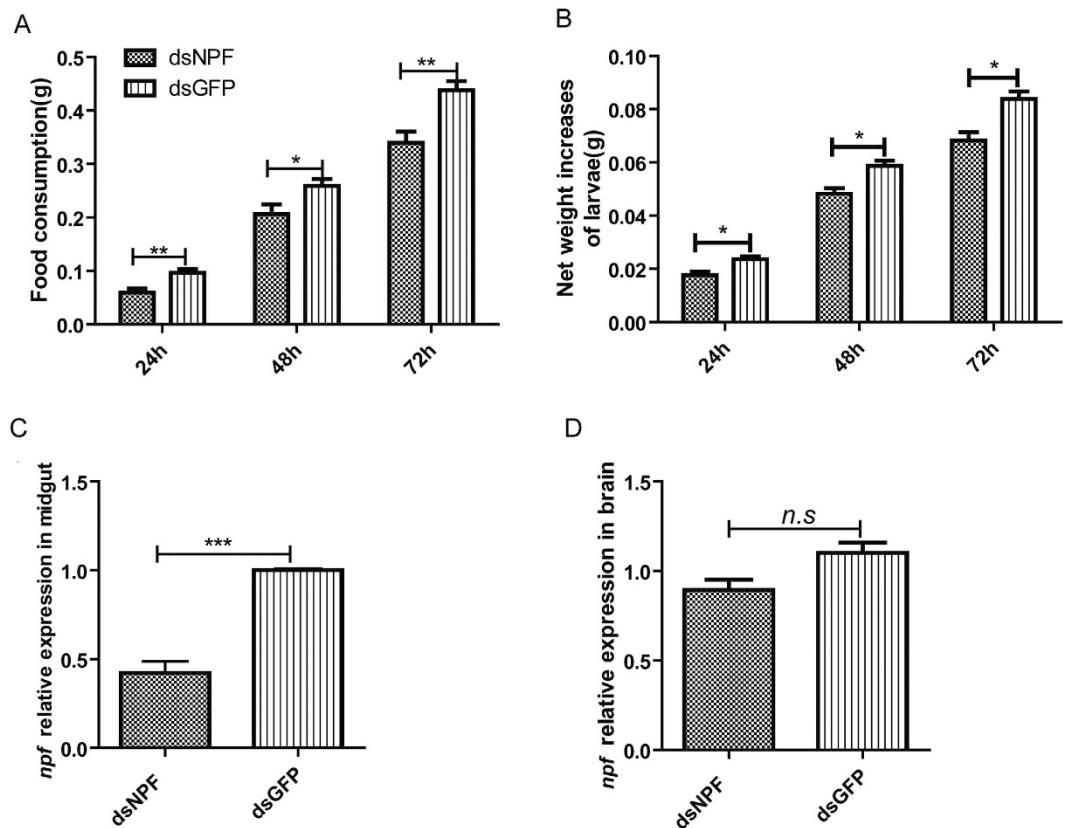 A
dsNPF
dsGFP
Food consumption(g)
0.5
0.4
0.3
0.2
0.1
0.0
**
*
**
24h
48h
72h
B
Net weight increases
of larvae(g)
0.10
0.08
0.06
0.04
0.02
0.00
*
*
*
24h
48h
72h
C
npf relative expression in midgut
1.5
1.0
0.5
0.0
***
dsNPF
dsGFP
D
npf relative expression in brain
1.5
1.0
0.5
0.0
n.s
dsNPF
dsGFP